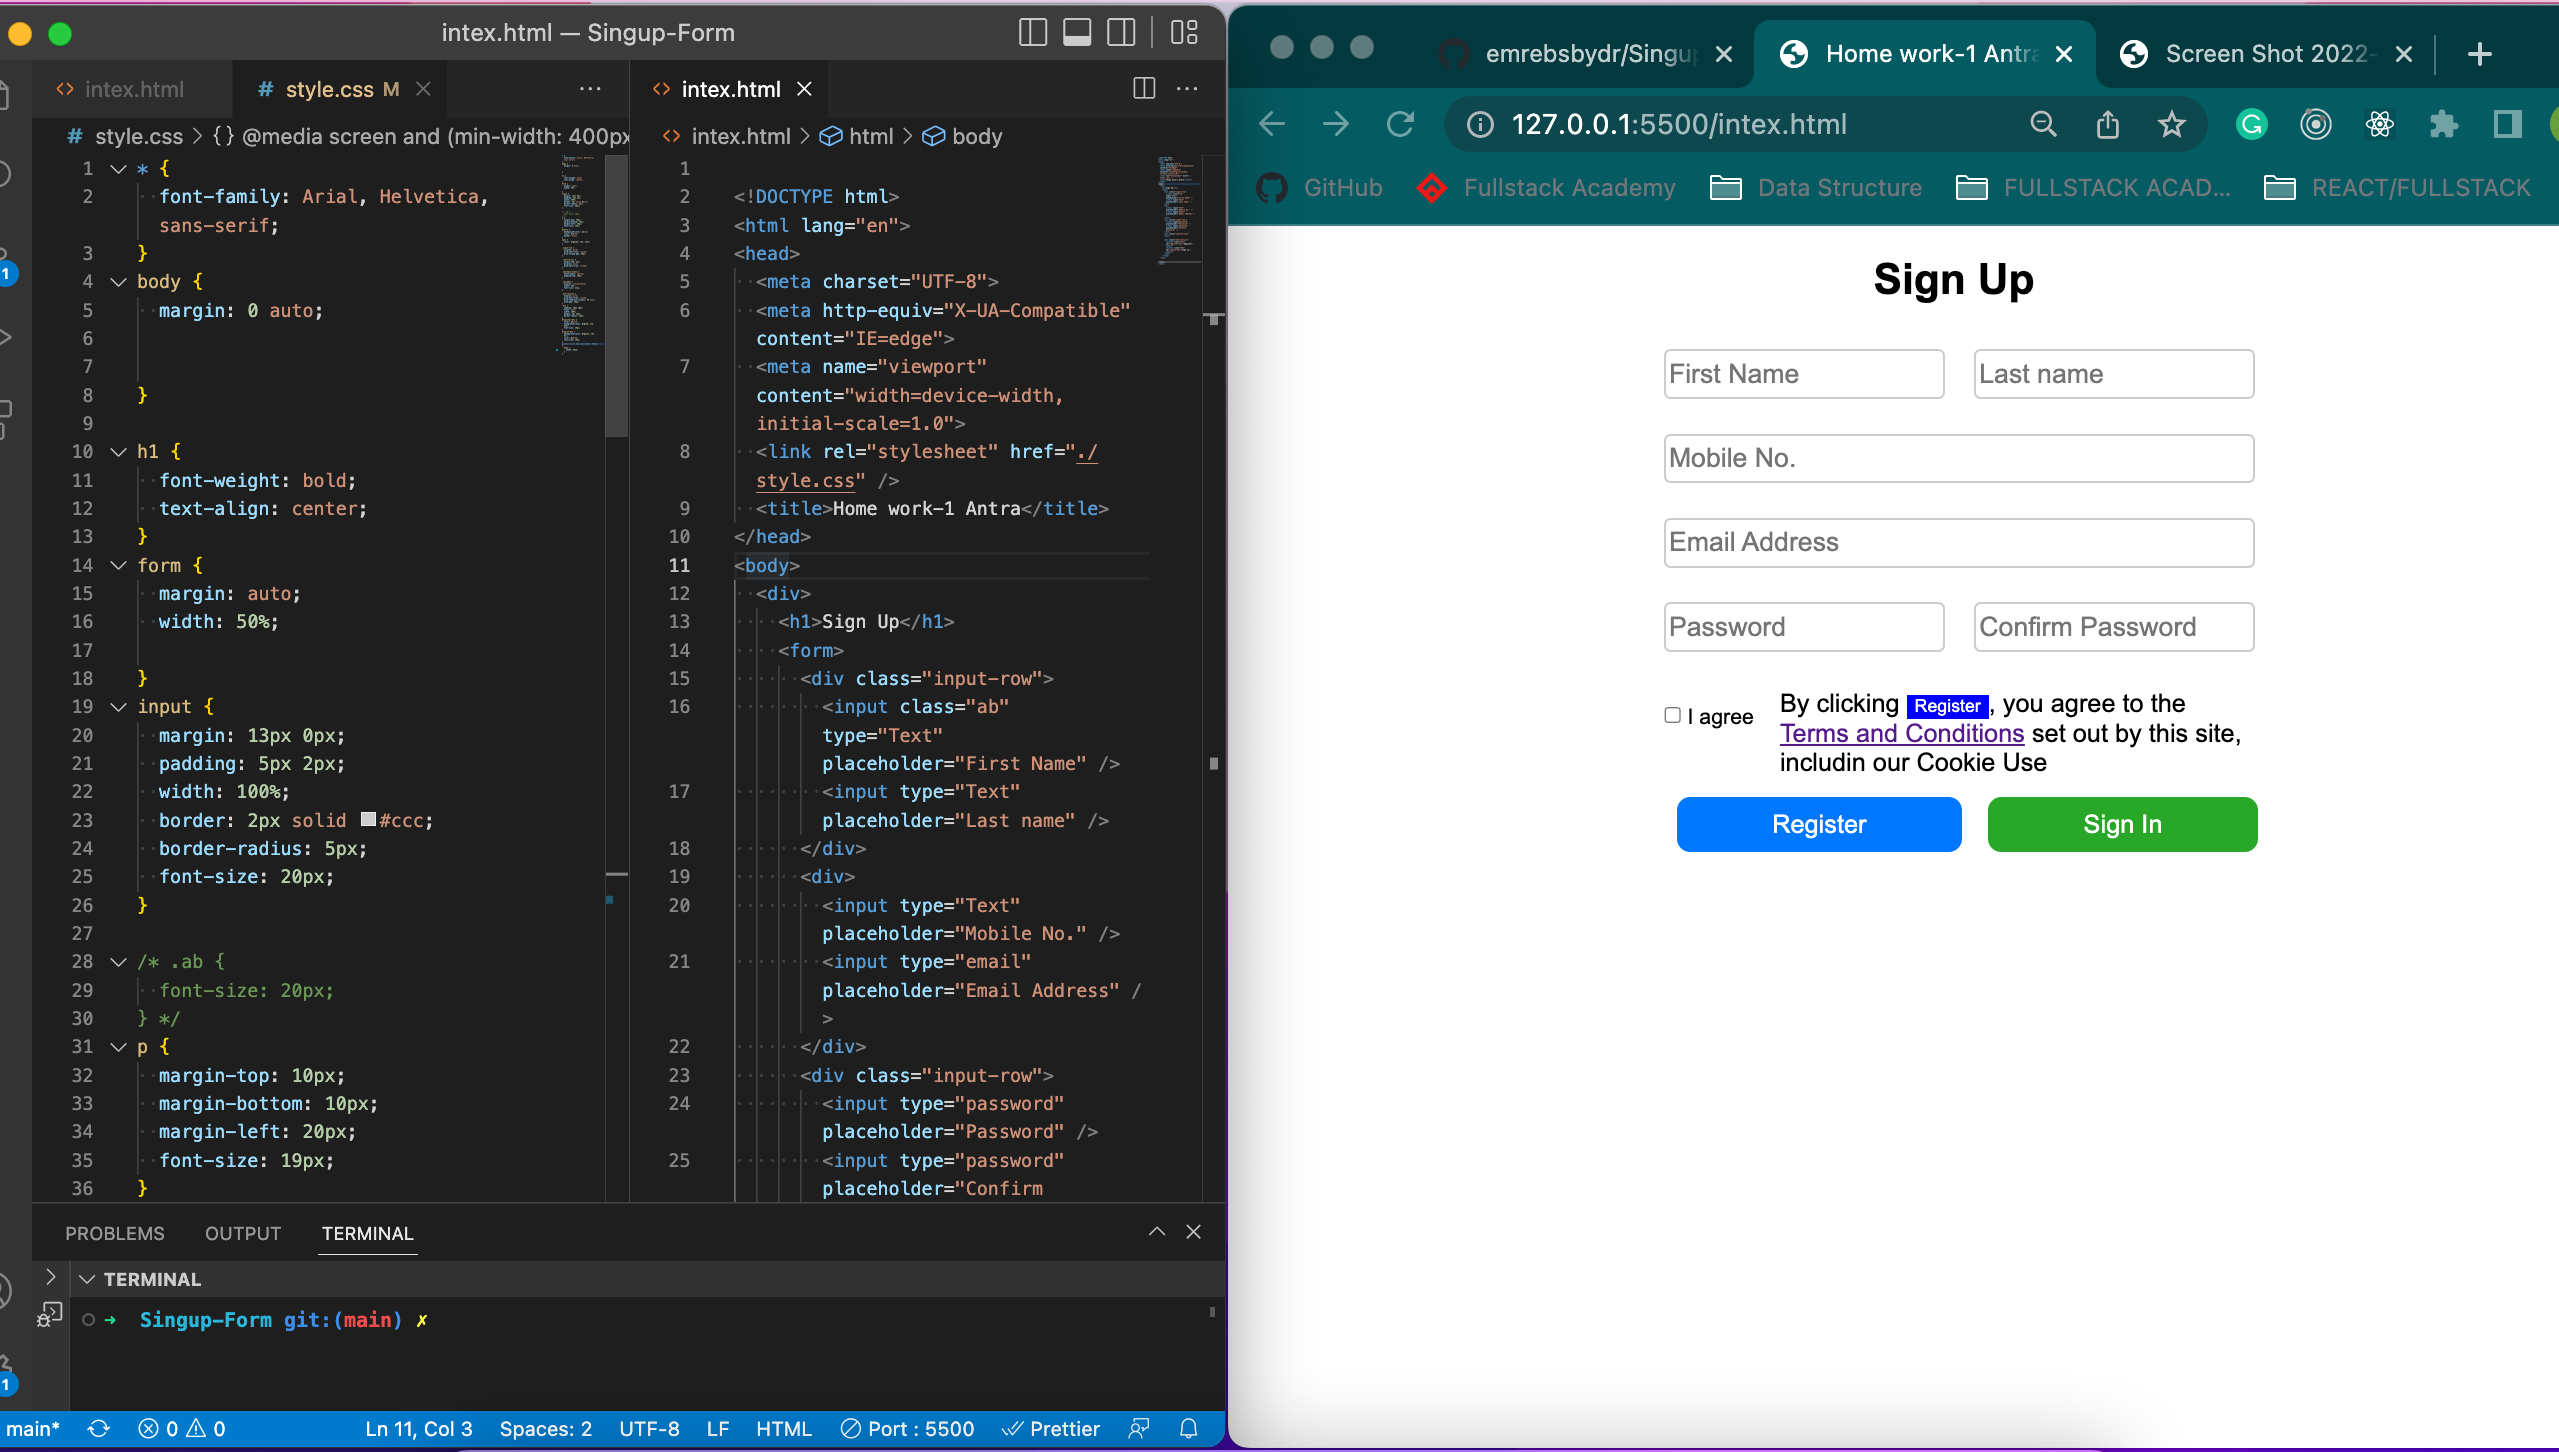 intex.html — Singup-Form
intex.html
# style.css M
intex.html
# style.css > {} @media screen and (min-width: 400px
intex.html > html > body
1 * {
2 font-family: Arial, Helvetica,
sans-serif;
3 }
4 body {
5 margin: 0 auto;
6
7
8 }
9
10 h1 {
11 font-weight: bold;
12 text-align: center;
13 }
14 form {
15 margin: auto;
16 width: 50%;
17
18 }
19 input {
20 margin: 13px 0px;
21 padding: 5px 2px;
22 width: 100%;
23 border: 2px solid #ccc;
24 border-radius: 5px;
25 font-size: 20px;
26 }
27
28 /* .ab {
29 font-size: 20px;
30 } */
31 p {
32 margin-top: 10px;
33 margin-bottom: 10px;
34 margin-left: 20px;
35 font-size: 19px;
36 }
1
2 <!DOCTYPE html>
3 <html lang="en">
4 <head>
5 <meta charset="UTF-8">
6 <meta http-equiv="X-UA-Compatible"
content="IE=edge">
7 <meta name="viewport"
content="width=device-width,
initial-scale=1.0">
8 <link rel="stylesheet" href="./
style.css" />
9 <title>Home work-1 Antra</title>
10 </head>
11 <body>
12 <div>
13 <h1>Sign Up</h1>
14 <form>
15 <div class="input-row">
16 <input class="ab"
type="Text"
placeholder="First Name" />
17 <input type="Text"
placeholder="Last name" />
18 </div>
19 <div>
20 <input type="Text"
placeholder="Mobile No." />
21 <input type="email"
placeholder="Email Address" /
>
22 </div>
23 <div class="input-row">
24 <input type="password"
placeholder="Password" />
25 <input type="password"
placeholder="Confirm
PROBLEMS OUTPUT TERMINAL
TERMINAL
Singup-Form git:(main) ✗
1
1
main* 0 0 Ln 11, Col 3 Spaces: 2 UTF-8 LF HTML Port : 5500 Prettier
emrebsbydr/Singup
Home work-1 Antra
Screen Shot 2022-
127.0.0.1:5500/intex.html
GitHub Fullstack Academy Data Structure FULLSTACK ACAD... REACT/FULLSTACK
Sign Up
First Name Last name
Mobile No.
Email Address
Password Confirm Password
I agree
By clicking Register, you agree to the
Terms and Conditions set out by this site,
includin our Cookie Use
Register Sign In